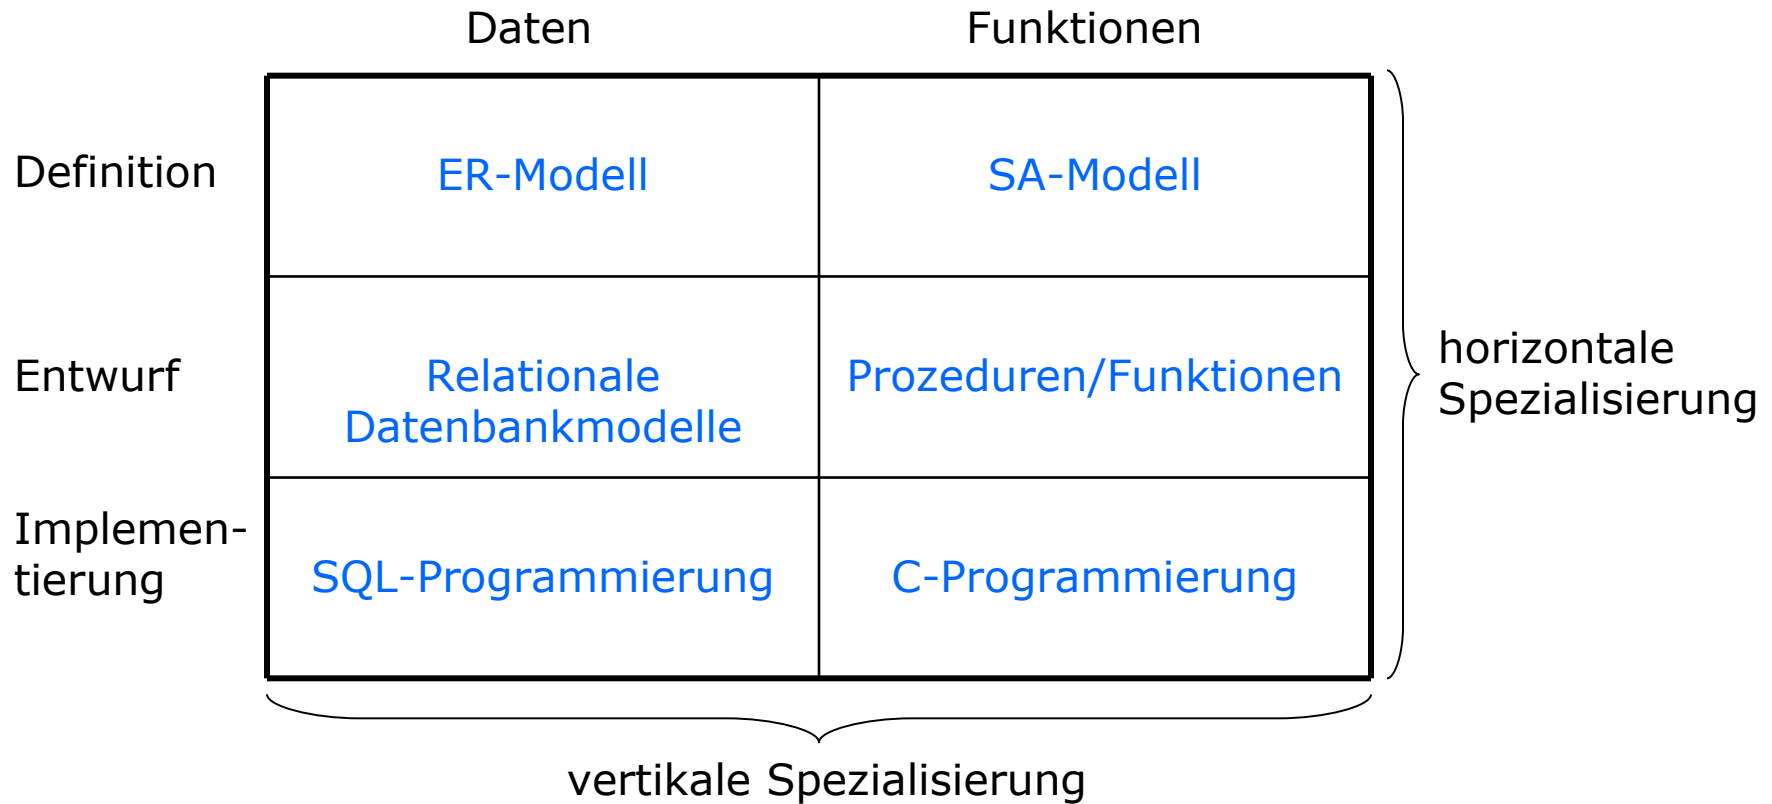 Daten
Funktionen
Definition
ER-Modell
SA-Modell
Entwurf
Relationale
Datenbankmodelle
Prozeduren/Funktionen
horizontale
Spezialisierung
Implemen-
tierung
SQL-Programmierung
C-Programmierung
vertikale Spezialisierung